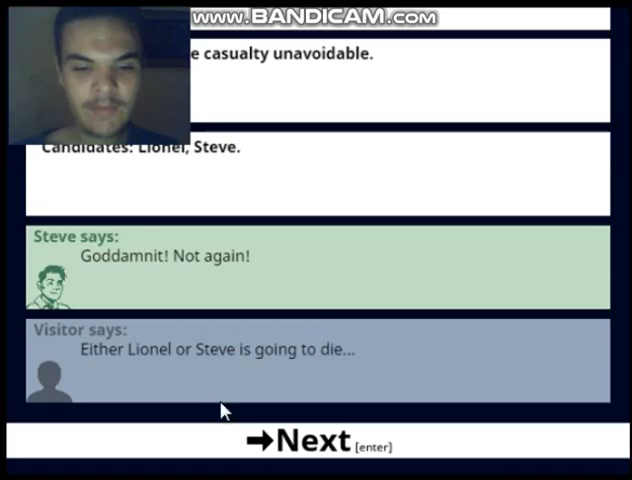 www.BANDICAM.com
e casualty unavoidable.
Candidates: Lionel, Steve.
Steve says:
Goddamnit! Not again!
Visitor says:
Either Lionel or Steve is going to die...
➡Next [enter]